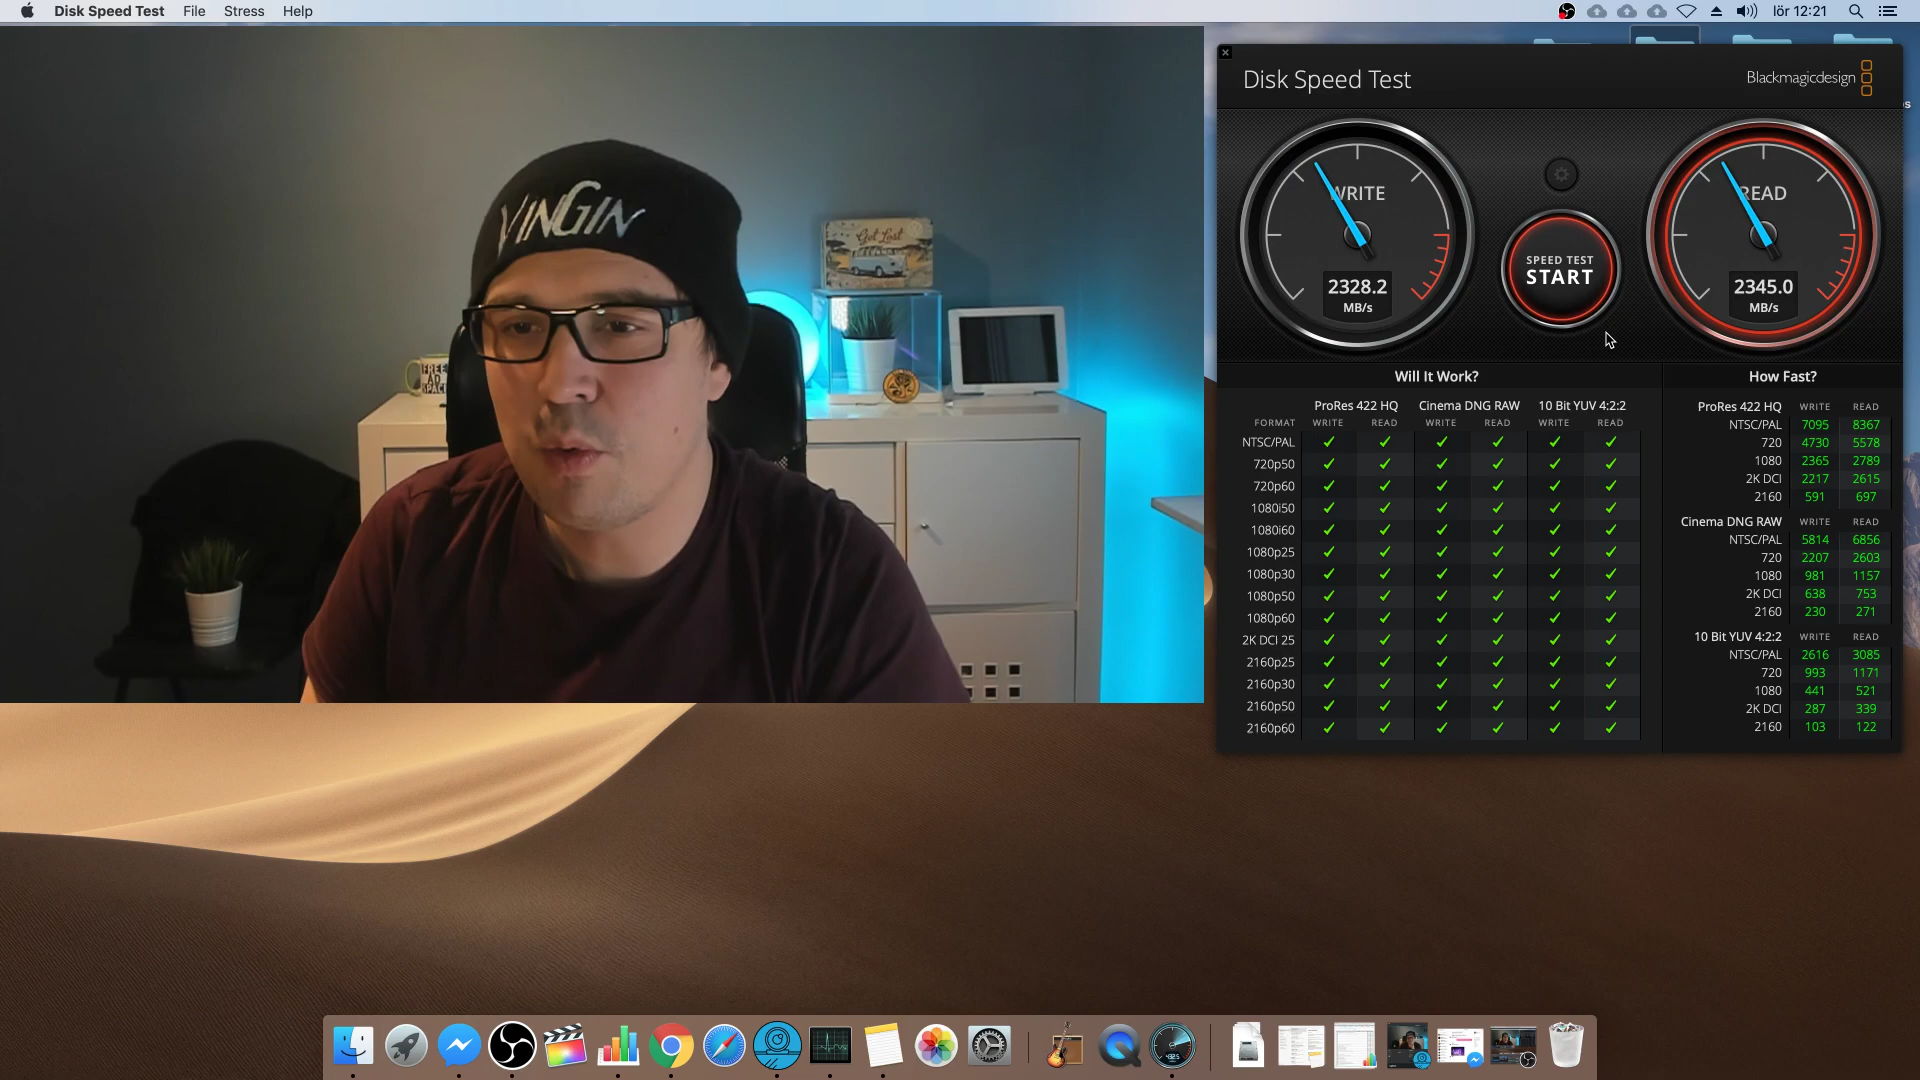 Disk Speed Test File Stress Help
lör 12:21
VINGIN
Get Lost
FREE
AD
SPACE
Disk Speed Test
Blackmagicdesign
WRITE
2328.2
MB/s
SPEED TEST
START
READ
2345.0
MB/s
Will It Work?
ProRes 422 HQ Cinema DNG RAW 10 Bit YUV 4:2:2
FORMAT WRITE READ WRITE READ WRITE READ
NTSC/PAL ✓ ✓ ✓ ✓ ✓ ✓
720p50 ✓ ✓ ✓ ✓ ✓ ✓
720p60 ✓ ✓ ✓ ✓ ✓ ✓
1080i50 ✓ ✓ ✓ ✓ ✓ ✓
1080i60 ✓ ✓ ✓ ✓ ✓ ✓
1080p25 ✓ ✓ ✓ ✓ ✓ ✓
1080p30 ✓ ✓ ✓ ✓ ✓ ✓
1080p50 ✓ ✓ ✓ ✓ ✓ ✓
1080p60 ✓ ✓ ✓ ✓ ✓ ✓
2K DCI 25 ✓ ✓ ✓ ✓ ✓ ✓
2160p25 ✓ ✓ ✓ ✓ ✓ ✓
2160p30 ✓ ✓ ✓ ✓ ✓ ✓
2160p50 ✓ ✓ ✓ ✓ ✓ ✓
2160p60 ✓ ✓ ✓ ✓ ✓ ✓
How Fast?
ProRes 422 HQ WRITE READ
NTSC/PAL 7095 8367
720 4730 5578
1080 2365 2789
2K DCI 2217 2615
2160 591 697
Cinema DNG RAW WRITE READ
NTSC/PAL 5814 6856
720 2207 2603
1080 981 1157
2K DCI 638 753
2160 230 271
10 Bit YUV 4:2:2 WRITE READ
NTSC/PAL 2616 3085
720 993 1171
1080 441 521
2K DCI 287 339
2160 103 122